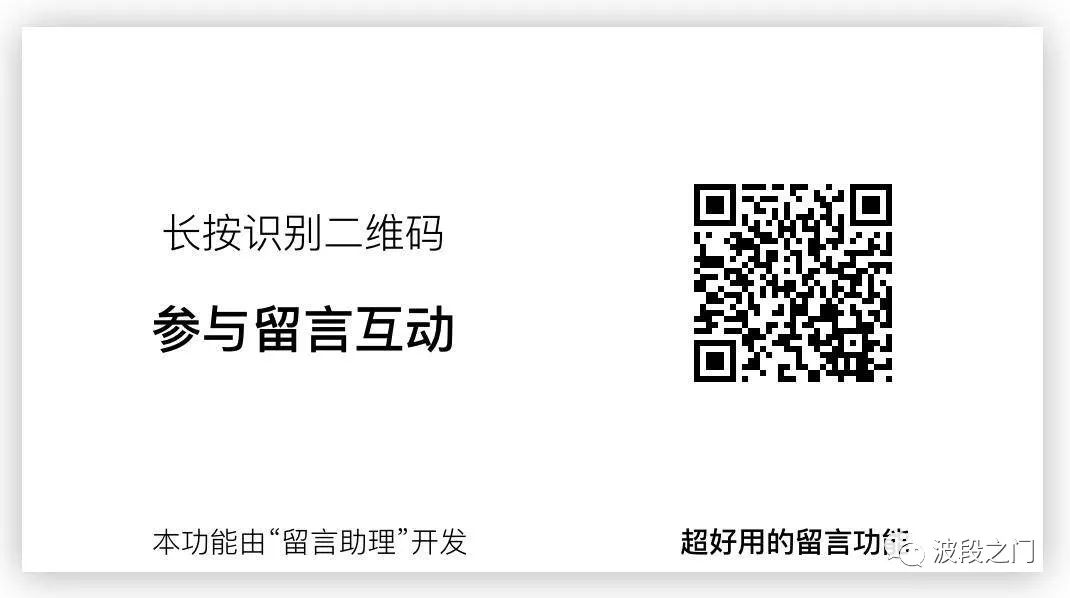 长按识别二维码
参与留言互动
本功能由“留言助理”开发
超好用的留言功能
波段之门